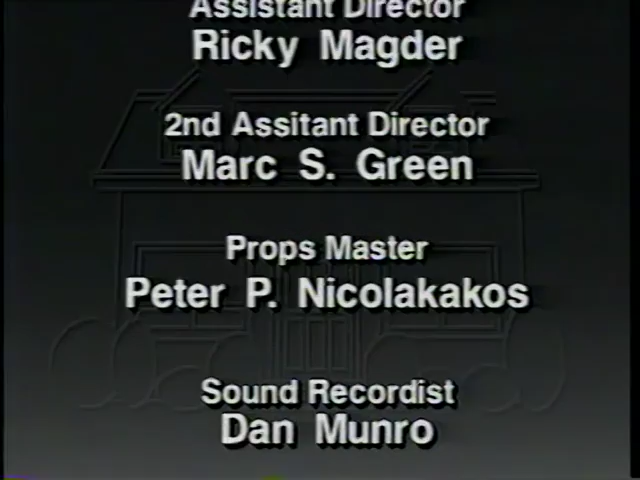 Assistant Director
Ricky Magder
2nd Assitant Director
Marc S. Green
Props Master
Peter P. Nicolakakos
Sound Recordist
Dan Munro